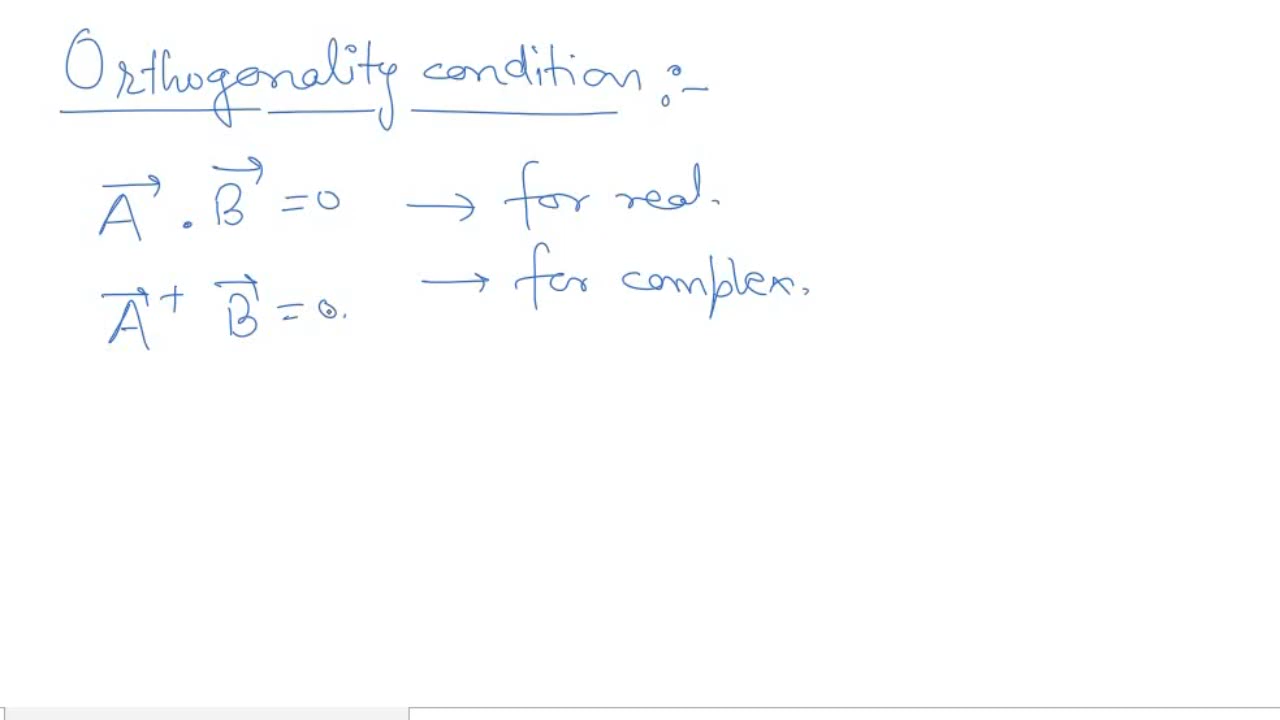 Orthogonality condition :-
A⃗ . B⃗ = 0 → for real.
A⃗⁺ B⃗ = 0. → for complex.